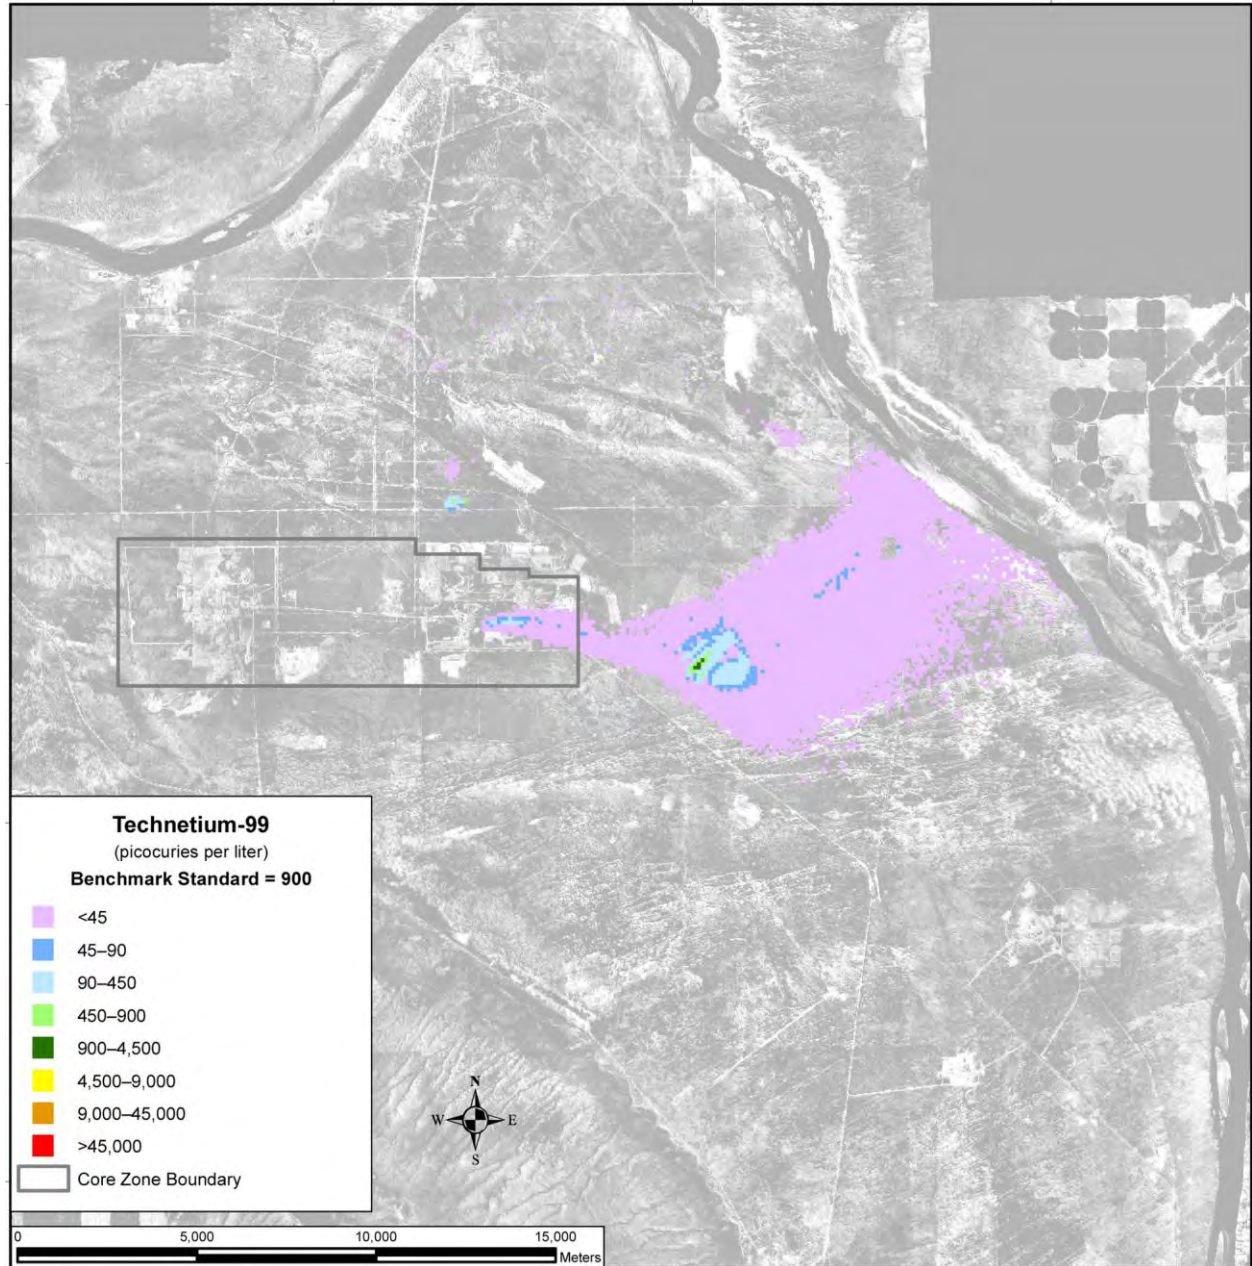 Technetium-99
(picocuries per liter)
Benchmark Standard = 900
<45
45–90
90–450
450–900
900–4,500
4,500–9,000
9,000–45,000
>45,000
Core Zone Boundary
N
W E
S
0 5,000 10,000 15,000
Meters